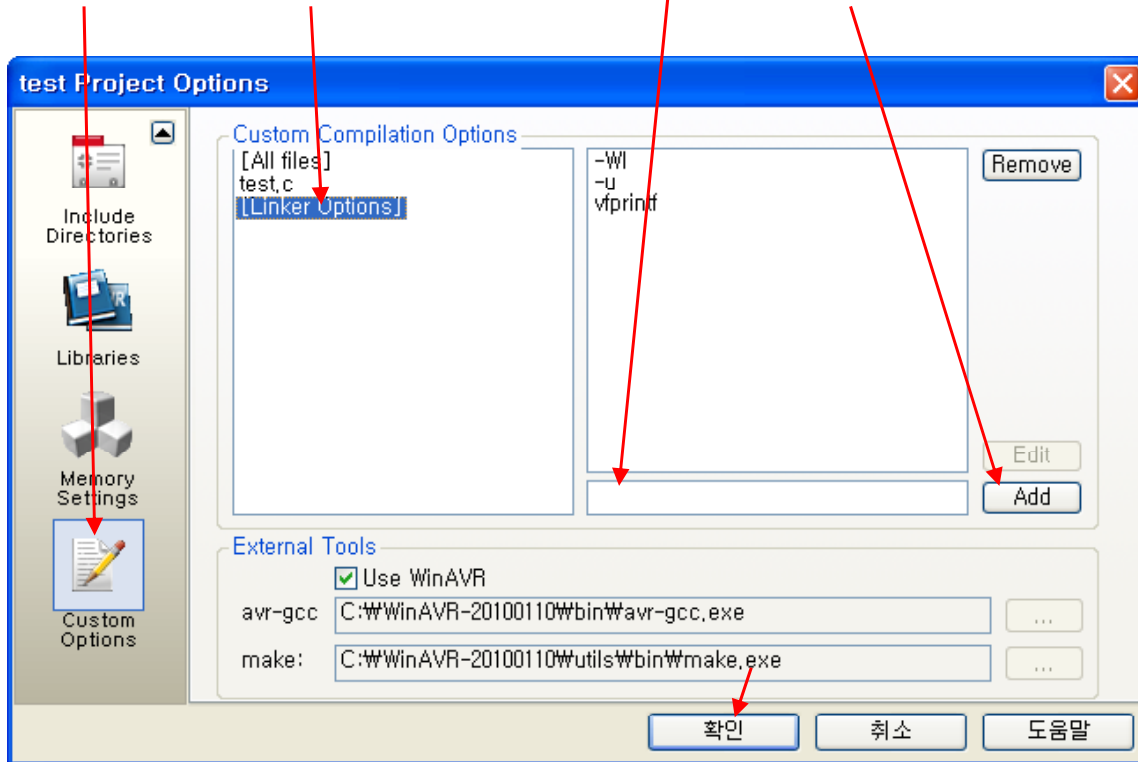 test Project Options
Include
Directories
Libraries
Memory
Settings
Custom
Options
Custom Compilation Options
[All files]
test.c
[Linker Options]
-Wl
-u
vfprintf
Remove
Edit
Add
External Tools
Use WinAVR
avr-gcc C:₩WinAVR-20100110₩bin₩avr-gcc.exe ...
make: C:₩WinAVR-20100110₩utils₩bin₩make.exe ...
확인 취소 도움말